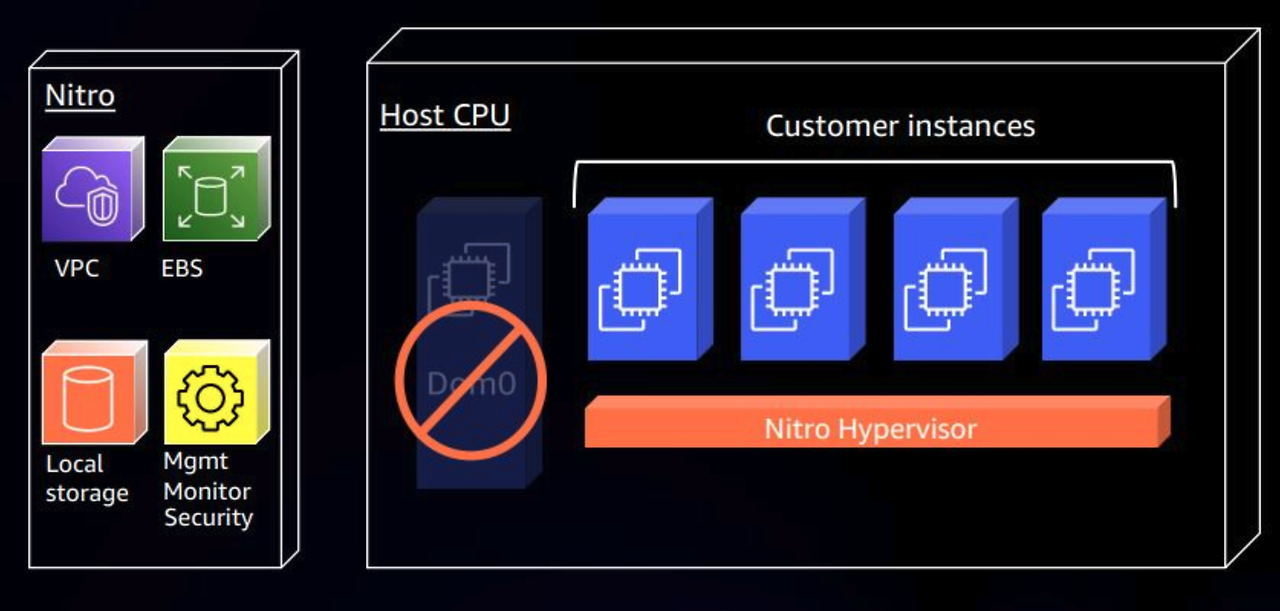 Nitro
VPC
EBS
Local
storage
Mgmt
Monitor
Security
Host CPU
Customer instances
Dom0
Nitro Hypervisor